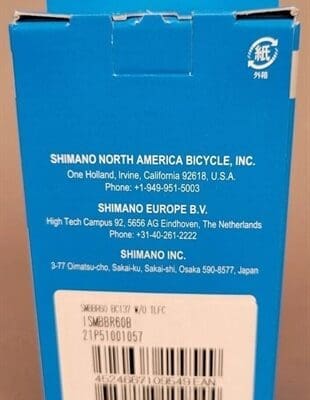 紙
外箱
SHIMANO NORTH AMERICA BICYCLE, INC.
One Holland, Irvine, California 92618, U.S.A.
Phone: +1-949-951-5003
SHIMANO EUROPE B.V.
High Tech Campus 92, 5656 AG Eindhoven, The Netherlands
Phone: +31-40-261-2222
SHIMANO INC.
3-77 Oimatsu-cho, Sakai-ku, Sakai-shi, Osaka 590-8577, Japan
SMBBR60 BC137 W/O TLFC
ISMBBR60B
21P51001057
4524667109549EAN